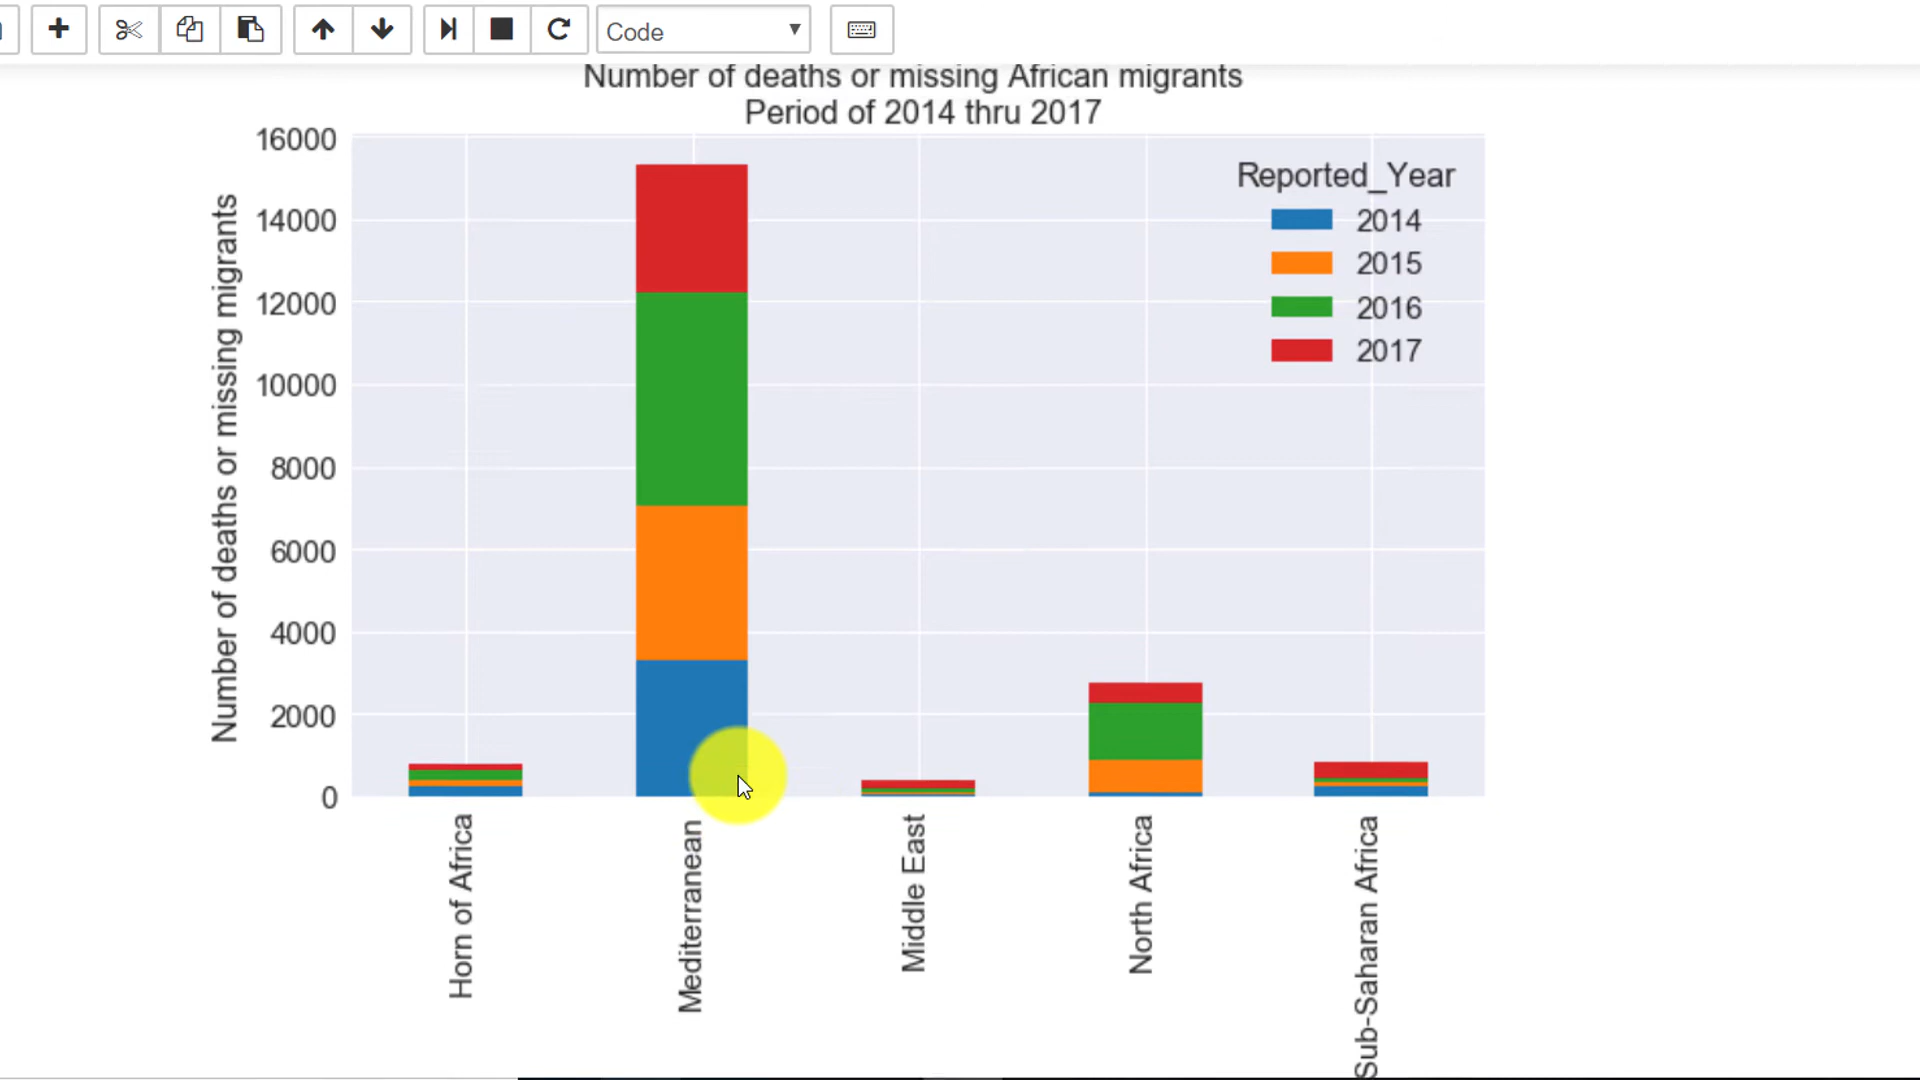 Code
Number of deaths or missing African migrants
Period of 2014 thru 2017
16000
14000
12000
10000
8000
6000
4000
2000
0
Number of deaths or missing migrants
Reported_Year
2014
2015
2016
2017
Horn of Africa
Mediterranean
Middle East
North Africa
Sub-Saharan Africa